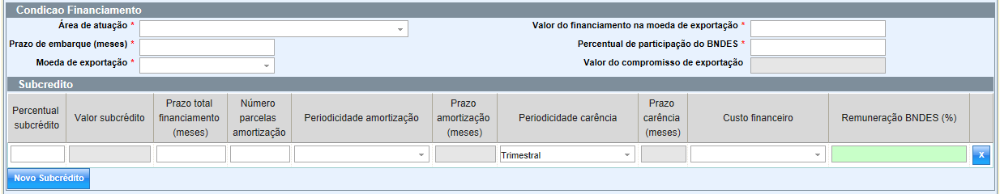 Condicao Financiamento
Área de atuação *
Valor do financiamento na moeda de exportação *
Prazo de embarque (meses) *
Percentual de participação do BNDES *
Moeda de exportação *
Valor do compromisso de exportação
Subcredito
Percentual subcrédito
Valor subcrédito
Prazo total financiamento (meses)
Número parcelas amortização
Periodicidade amortização
Prazo amortização (meses)
Periodicidade carência
Prazo carência (meses)
Custo financeiro
Remuneração BNDES (%)
Trimestral
x
Novo Subcrédito